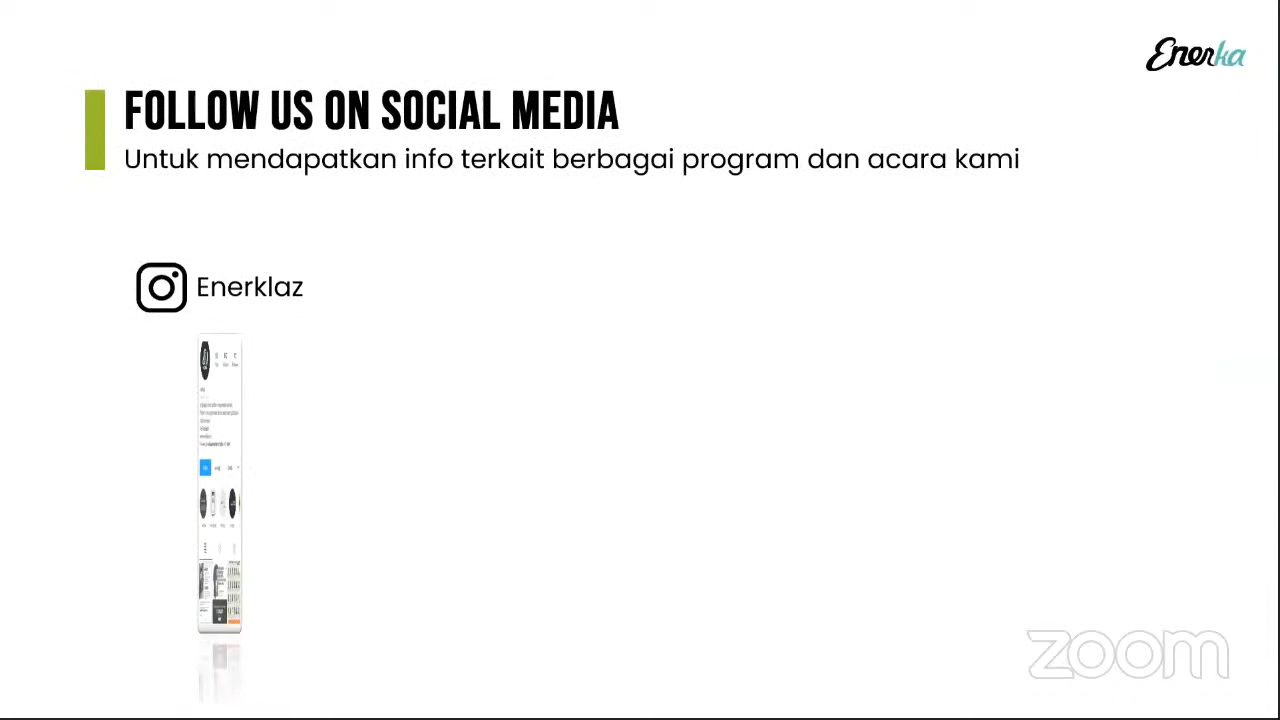 Enerka
FOLLOW US ON SOCIAL MEDIA
Untuk mendapatkan info terkait berbagai program dan acara kami
Enerklaz
zoom